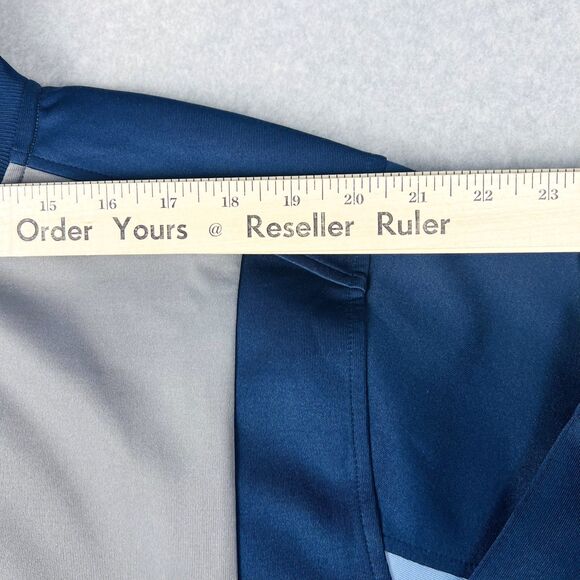 15 16 17 18 19 20 21 22 23
Order Yours @ Reseller Ruler